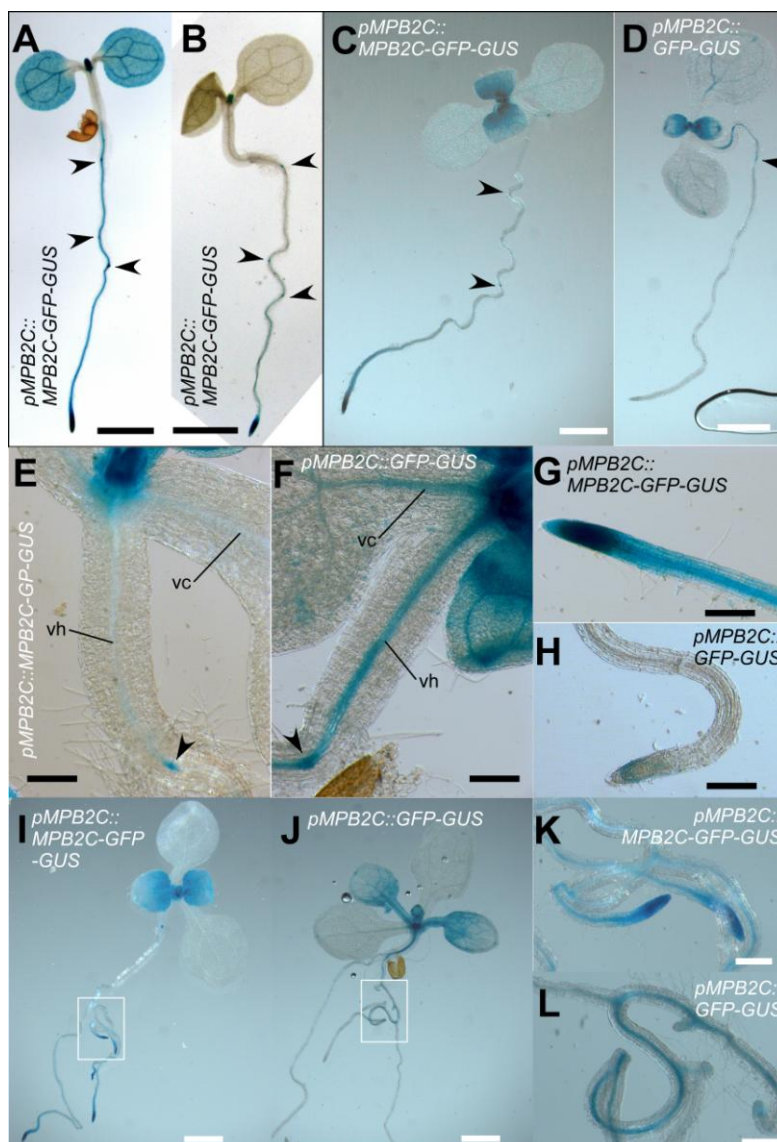 A
pMPB2C::
MPB2C-GFP-GUS
B
pMPB2C::
MPB2C-GFP-GUS
C
pMPB2C::
MPB2C-GFP-GUS
D
pMPB2C::
GFP-GUS
E
pMPB2C::MPB2C-GP-GUS
vc
vh
F
pMPB2C::GFP-GUS
vc
vh
G
pMPB2C::
MPB2C-GFP-GUS
H
pMPB2C::
GFP-GUS
I
pMPB2C::
MPB2C-GFP
-GUS
J
pMPB2C::GFP-GUS
K
pMPB2C::
MPB2C-GFP-GUS
L
pMPB2C::
GFP-GUS